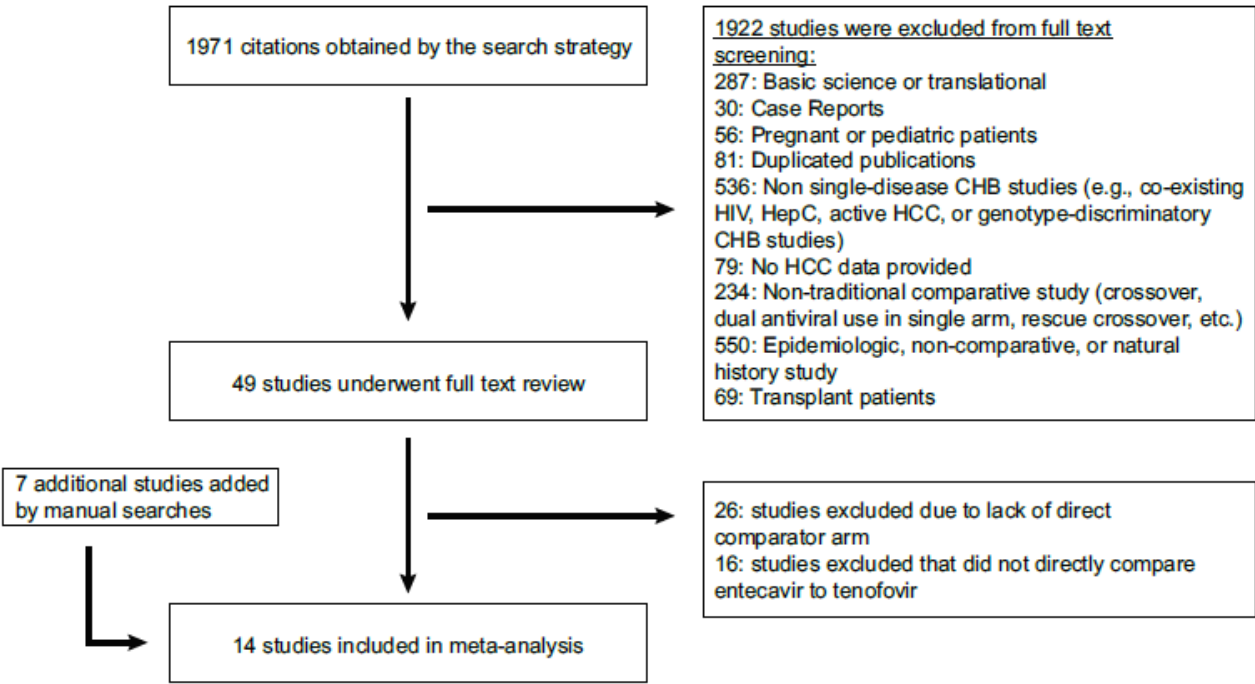 1971 citations obtained by the search strategy
1922 studies were excluded from full text
screening:
287: Basic science or translational
30: Case Reports
56: Pregnant or pediatric patients
81: Duplicated publications
536: Non single-disease CHB studies (e.g., co-existing
HIV, HepC, active HCC, or genotype-discriminatory
CHB studies)
79: No HCC data provided
234: Non-traditional comparative study (crossover,
dual antiviral use in single arm, rescue crossover, etc.)
550: Epidemiologic, non-comparative, or natural
history study
69: Transplant patients
49 studies underwent full text review
7 additional studies added
by manual searches
26: studies excluded due to lack of direct
comparator arm
16: studies excluded that did not directly compare
entecavir to tenofovir
14 studies included in meta-analysis